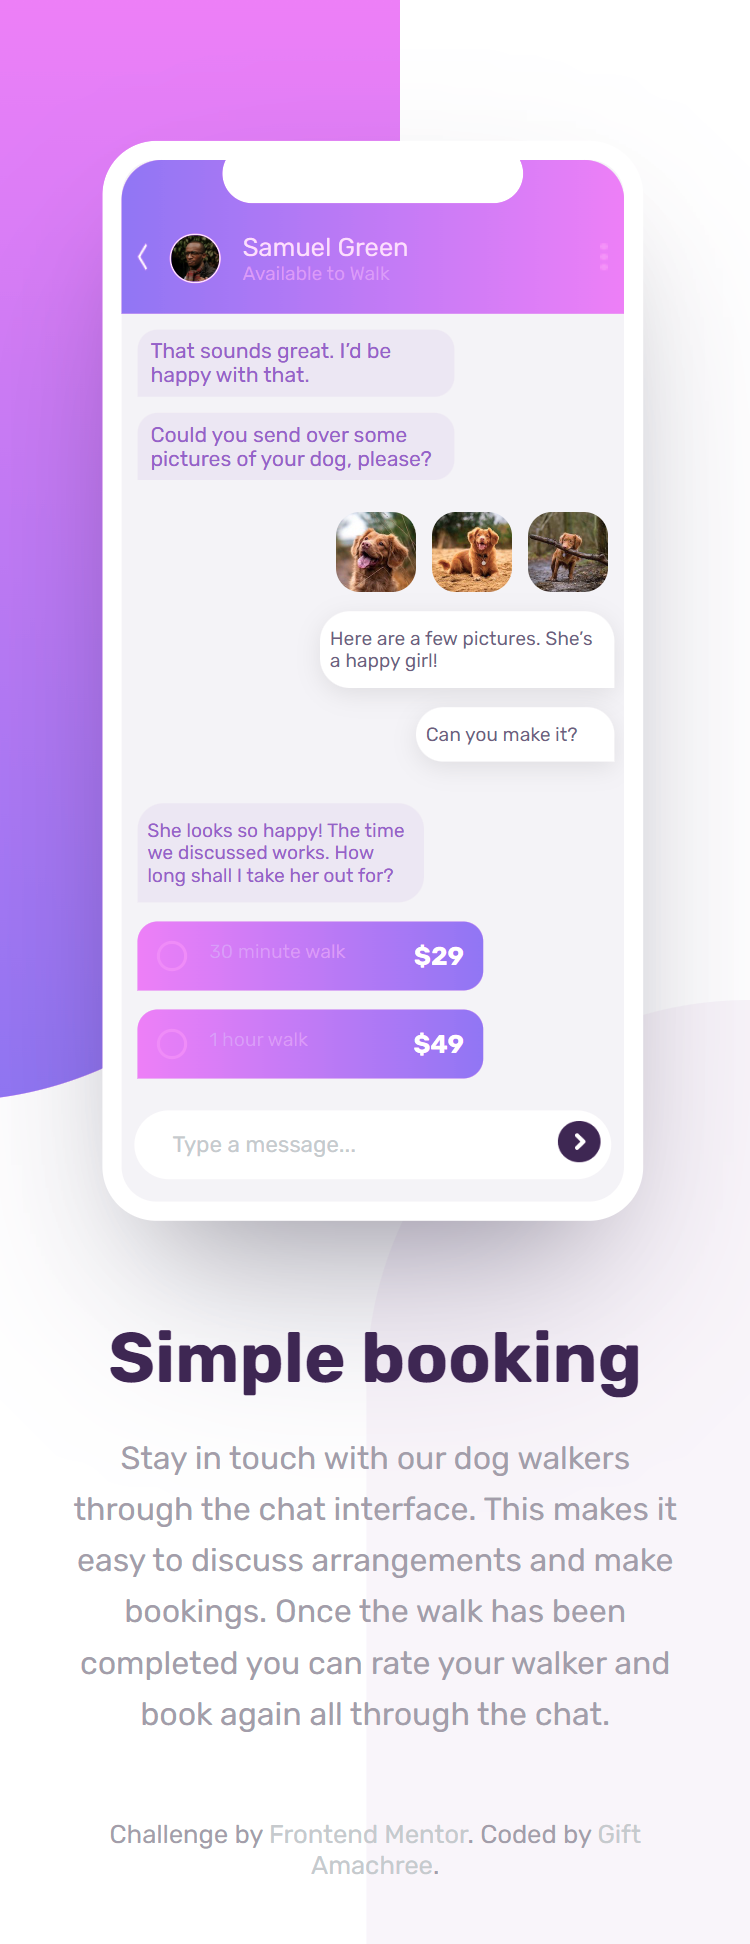 Samuel Green
Available to Walk
That sounds great. I’d be
happy with that.
Could you send over some
pictures of your dog, please?
Here are a few pictures. She’s
a happy girl!
Can you make it?
She looks so happy! The time
we discussed works. How
long shall I take her out for?
30 minute walk $29
1 hour walk $49
Type a message...
Simple booking
Stay in touch with our dog walkers
through the chat interface. This makes it
easy to discuss arrangements and make
bookings. Once the walk has been
completed you can rate your walker and
book again all through the chat.
Challenge by Frontend Mentor. Coded by Gift
Amachree.